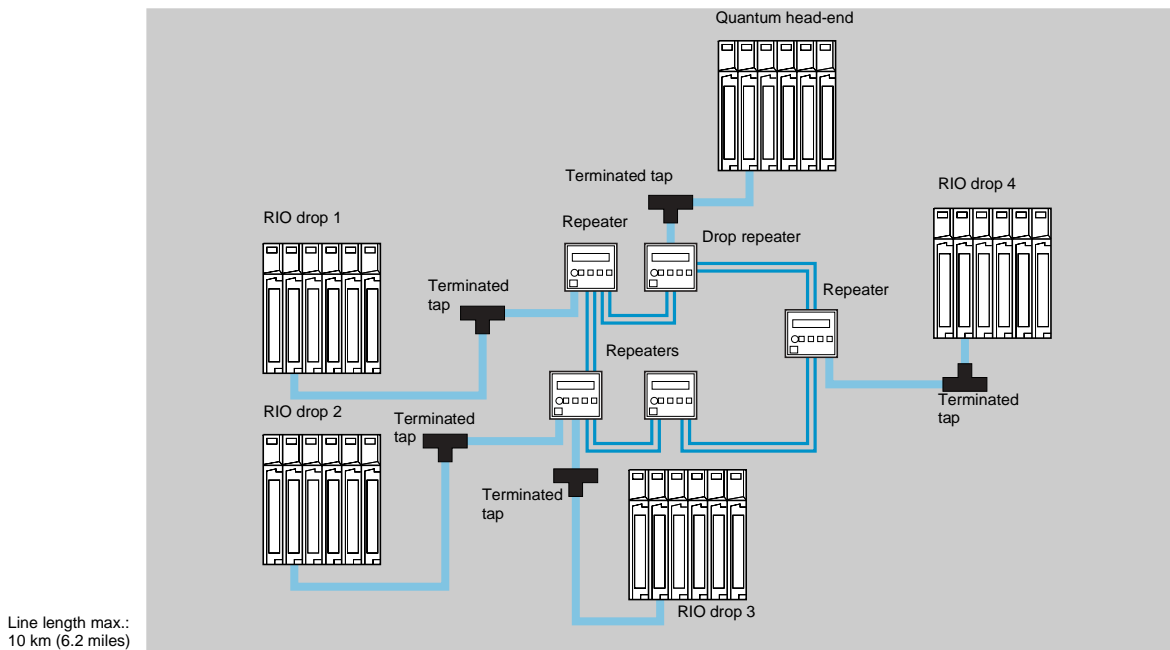 Quantum head-end
Terminated tap
RIO drop 4
RIO drop 1
Repeater
Drop repeater
Terminated
tap
Repeater
Repeaters
RIO drop 2
Terminated
tap
Terminated
tap
Terminated
tap
RIO drop 3
Line length max.:
10 km (6.2 miles)